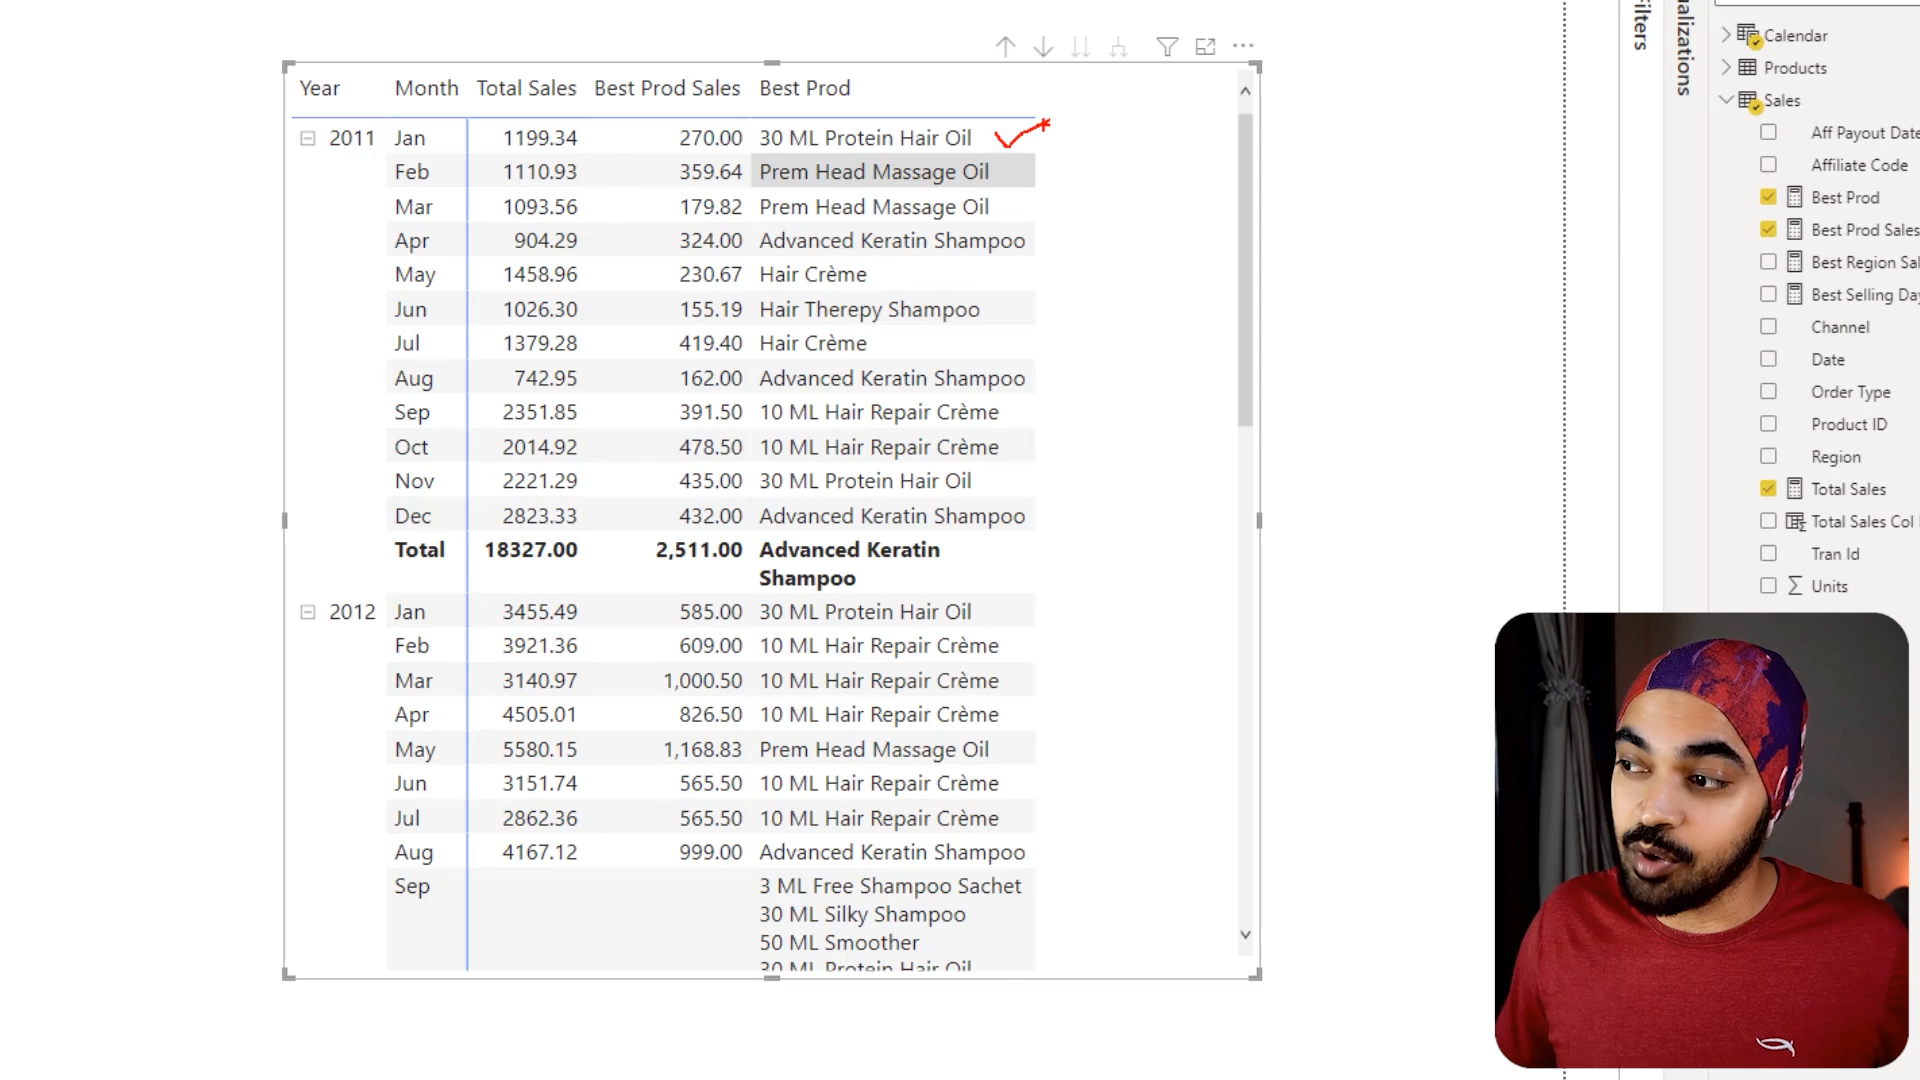 Year Month Total Sales Best Prod Sales Best Prod
2011 Jan 1199.34 270.00 30 ML Protein Hair Oil
Feb 1110.93 359.64 Prem Head Massage Oil
Mar 1093.56 179.82 Prem Head Massage Oil
Apr 904.29 324.00 Advanced Keratin Shampoo
May 1458.96 230.67 Hair Crème
Jun 1026.30 155.19 Hair Therepy Shampoo
Jul 1379.28 419.40 Hair Crème
Aug 742.95 162.00 Advanced Keratin Shampoo
Sep 2351.85 391.50 10 ML Hair Repair Crème
Oct 2014.92 478.50 10 ML Hair Repair Crème
Nov 2221.29 435.00 30 ML Protein Hair Oil
Dec 2823.33 432.00 Advanced Keratin Shampoo
Total 18327.00 2,511.00 Advanced Keratin
Shampoo
2012 Jan 3455.49 585.00 30 ML Protein Hair Oil
Feb 3921.36 609.00 10 ML Hair Repair Crème
Mar 3140.97 1,000.50 10 ML Hair Repair Crème
Apr 4505.01 826.50 10 ML Hair Repair Crème
May 5580.15 1,168.83 Prem Head Massage Oil
Jun 3151.74 565.50 10 ML Hair Repair Crème
Jul 2862.36 565.50 10 ML Hair Repair Crème
Aug 4167.12 999.00 Advanced Keratin Shampoo
Sep 3 ML Free Shampoo Sachet
30 ML Silky Shampoo
50 ML Smoother
30 ML Protein Hair Oil
Filters
ualizations
Calendar
Products
Sales
Aff Payout Date
Affiliate Code
Best Prod
Best Prod Sales
Best Region Sal
Best Selling Day
Channel
Date
Order Type
Product ID
Region
Total Sales
Total Sales Col
Tran Id
Σ Units